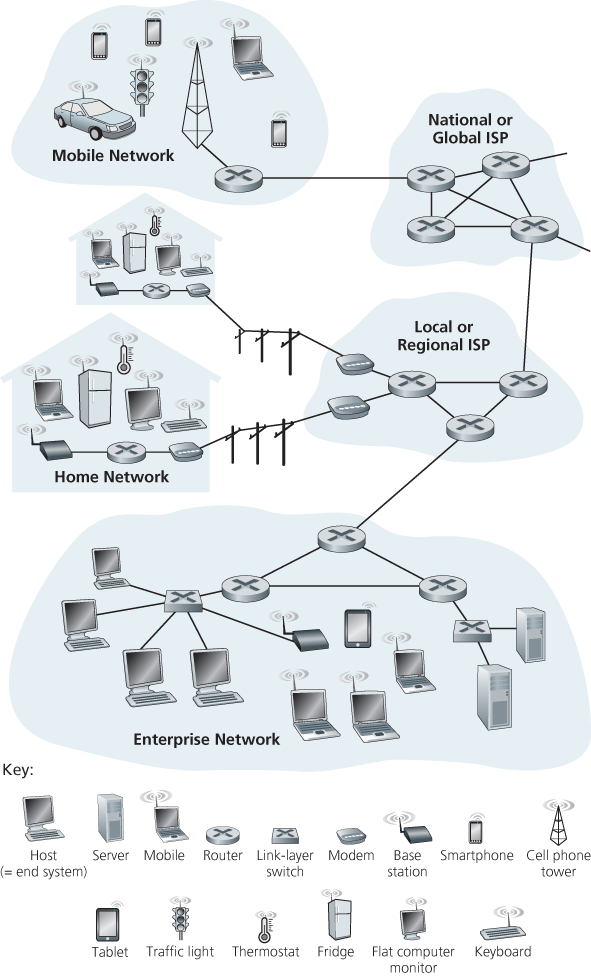 Mobile Network
National or
Global ISP
Local or
Regional ISP
Home Network
Enterprise Network
Key:
Host
(= end system)
Server
Mobile
Router
Link-layer
switch
Modem
Base
station
Smartphone
Cell phone
tower
Tablet
Traffic light
Thermostat
Fridge
Flat computer
monitor
Keyboard